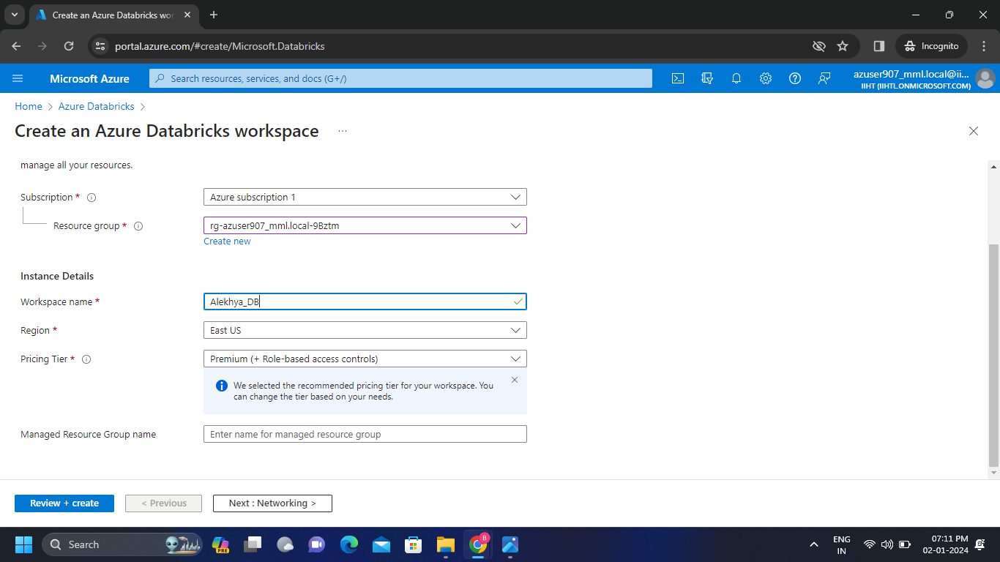 Create an Azure Databricks wor
portal.azure.com/#create/Microsoft.Databricks
Incognito
Microsoft Azure
Search resources, services, and docs (G+/)
azuser907_mml.local@ii...
IIHT (IIHTL.ONMICROSOFT.COM)
Home > Azure Databricks >
Create an Azure Databricks workspace ...
manage all your resources.
Subscription * Azure subscription 1
Resource group * rg-azuser907_mml.local-9Bztm
Create new
Instance Details
Workspace name * Alekhya_DB
Region * East US
Pricing Tier * Premium (+ Role-based access controls)
We selected the recommended pricing tier for your workspace. You
can change the tier based on your needs.
Managed Resource Group name Enter name for managed resource group
Review + create < Previous Next : Networking >
Search
PRE
8
ENG
IN
07:11 PM
02-01-2024